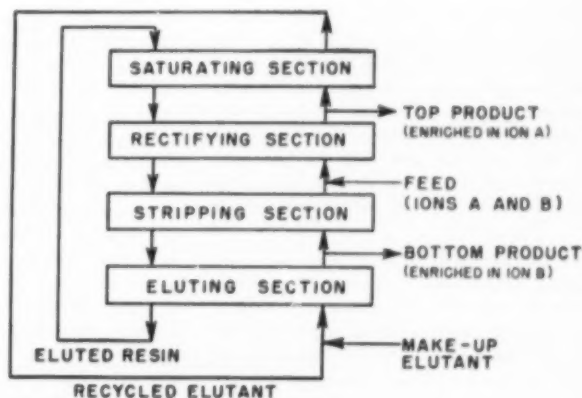 SATURATING SECTION
TOP PRODUCT
(ENRICHED IN ION A)
RECTIFYING SECTION
FEED
(IONS A AND B)
STRIPPING SECTION
BOTTOM PRODUCT
(ENRICHED IN ION B)
ELUTING SECTION
MAKE-UP
ELUTANT
ELUTED RESIN
RECYCLED ELUTANT